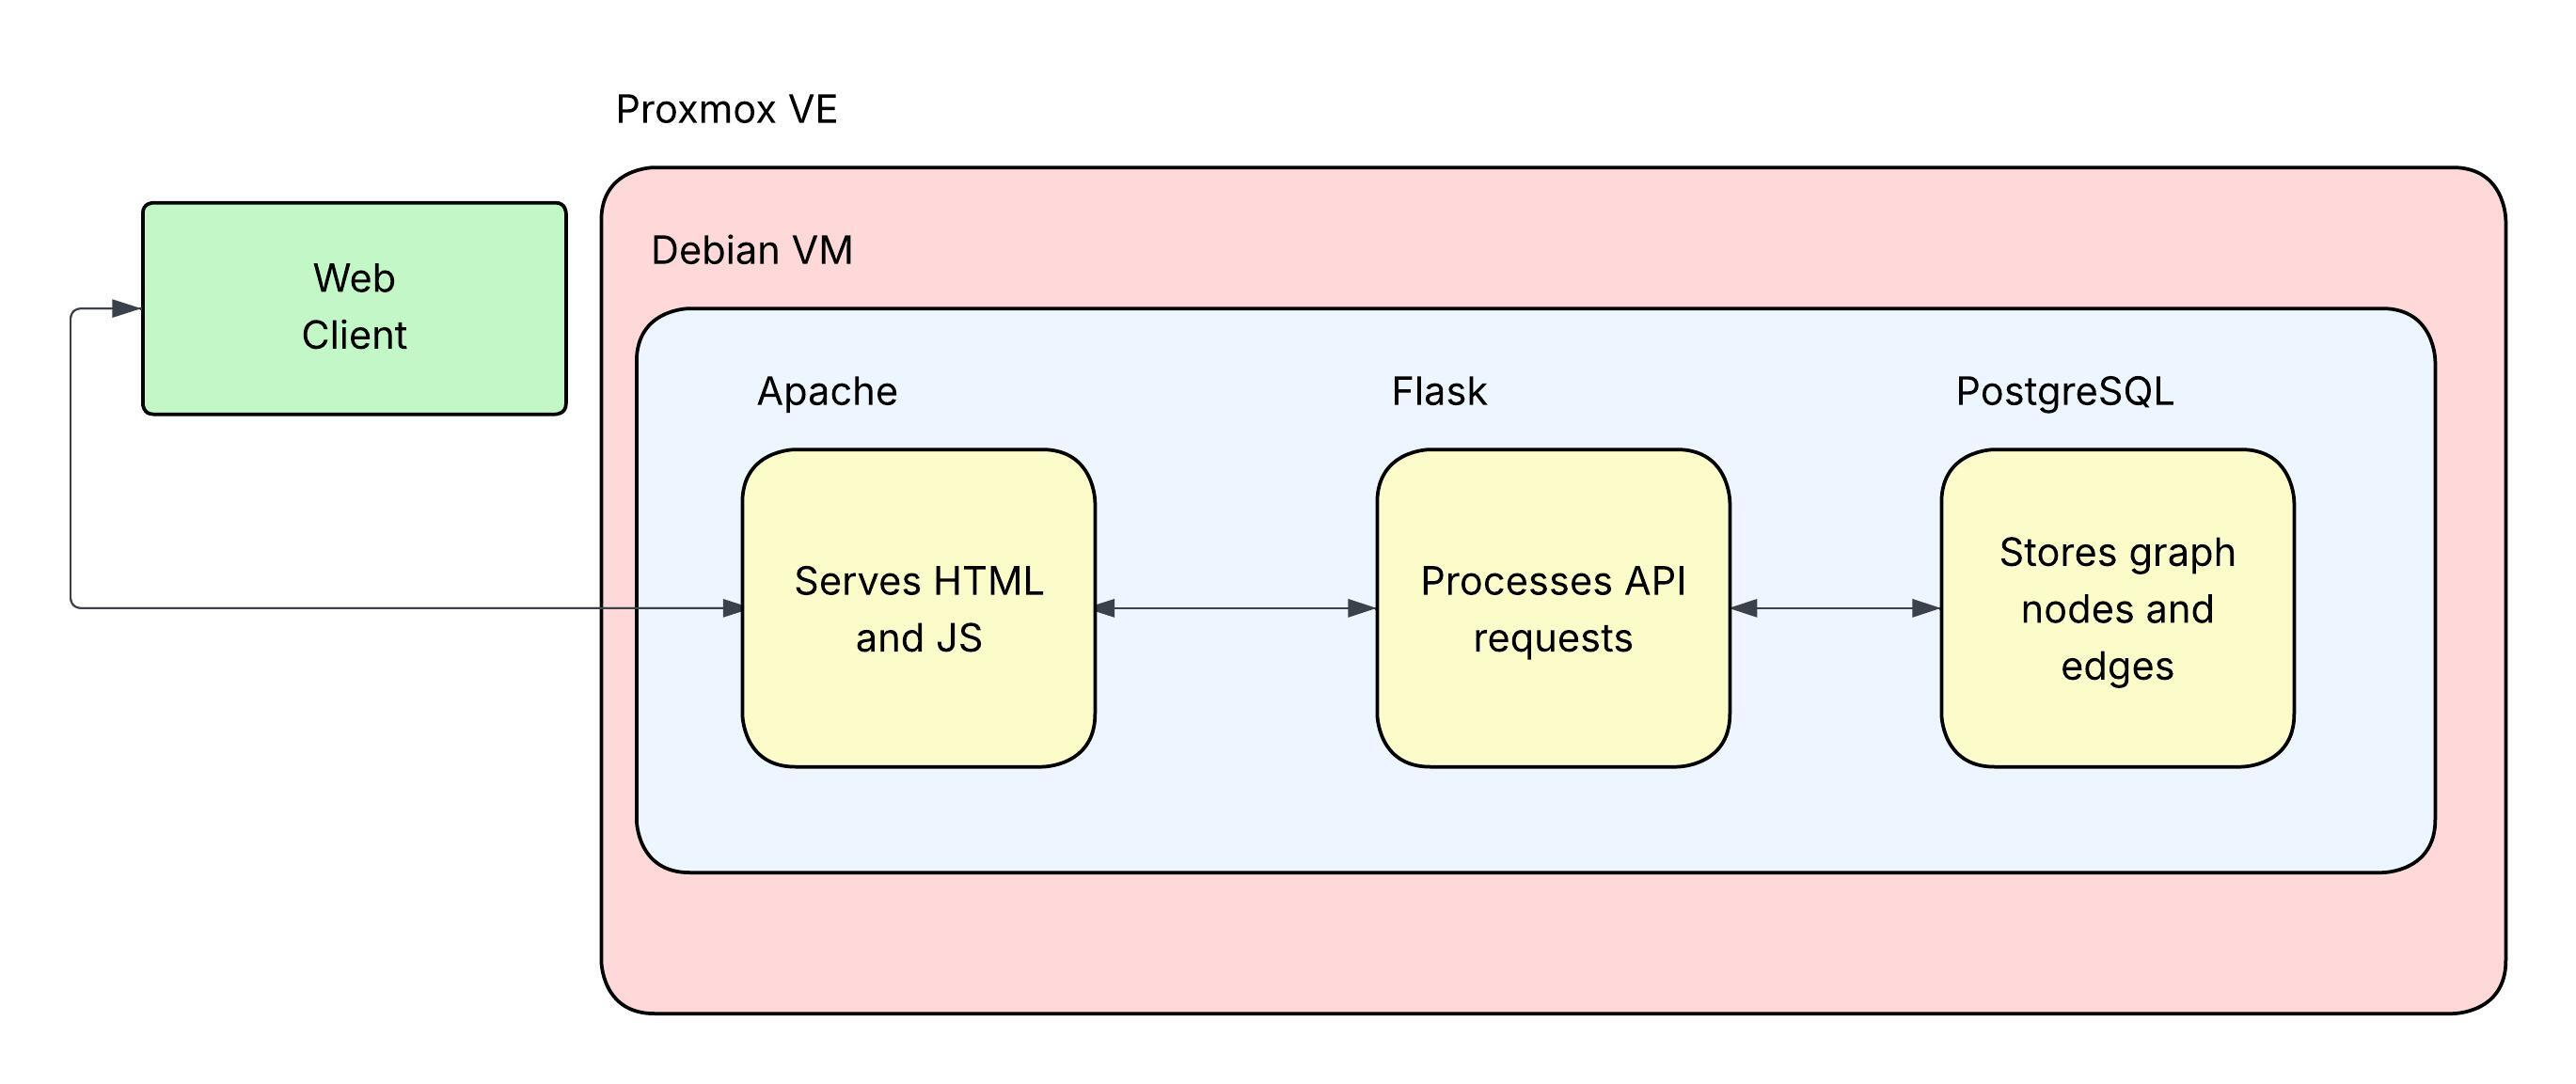 Proxmox VE
Web
Client
Debian VM
Apache
Flask
PostgreSQL
Serves HTML
and JS
Processes API
requests
Stores graph
nodes and
edges